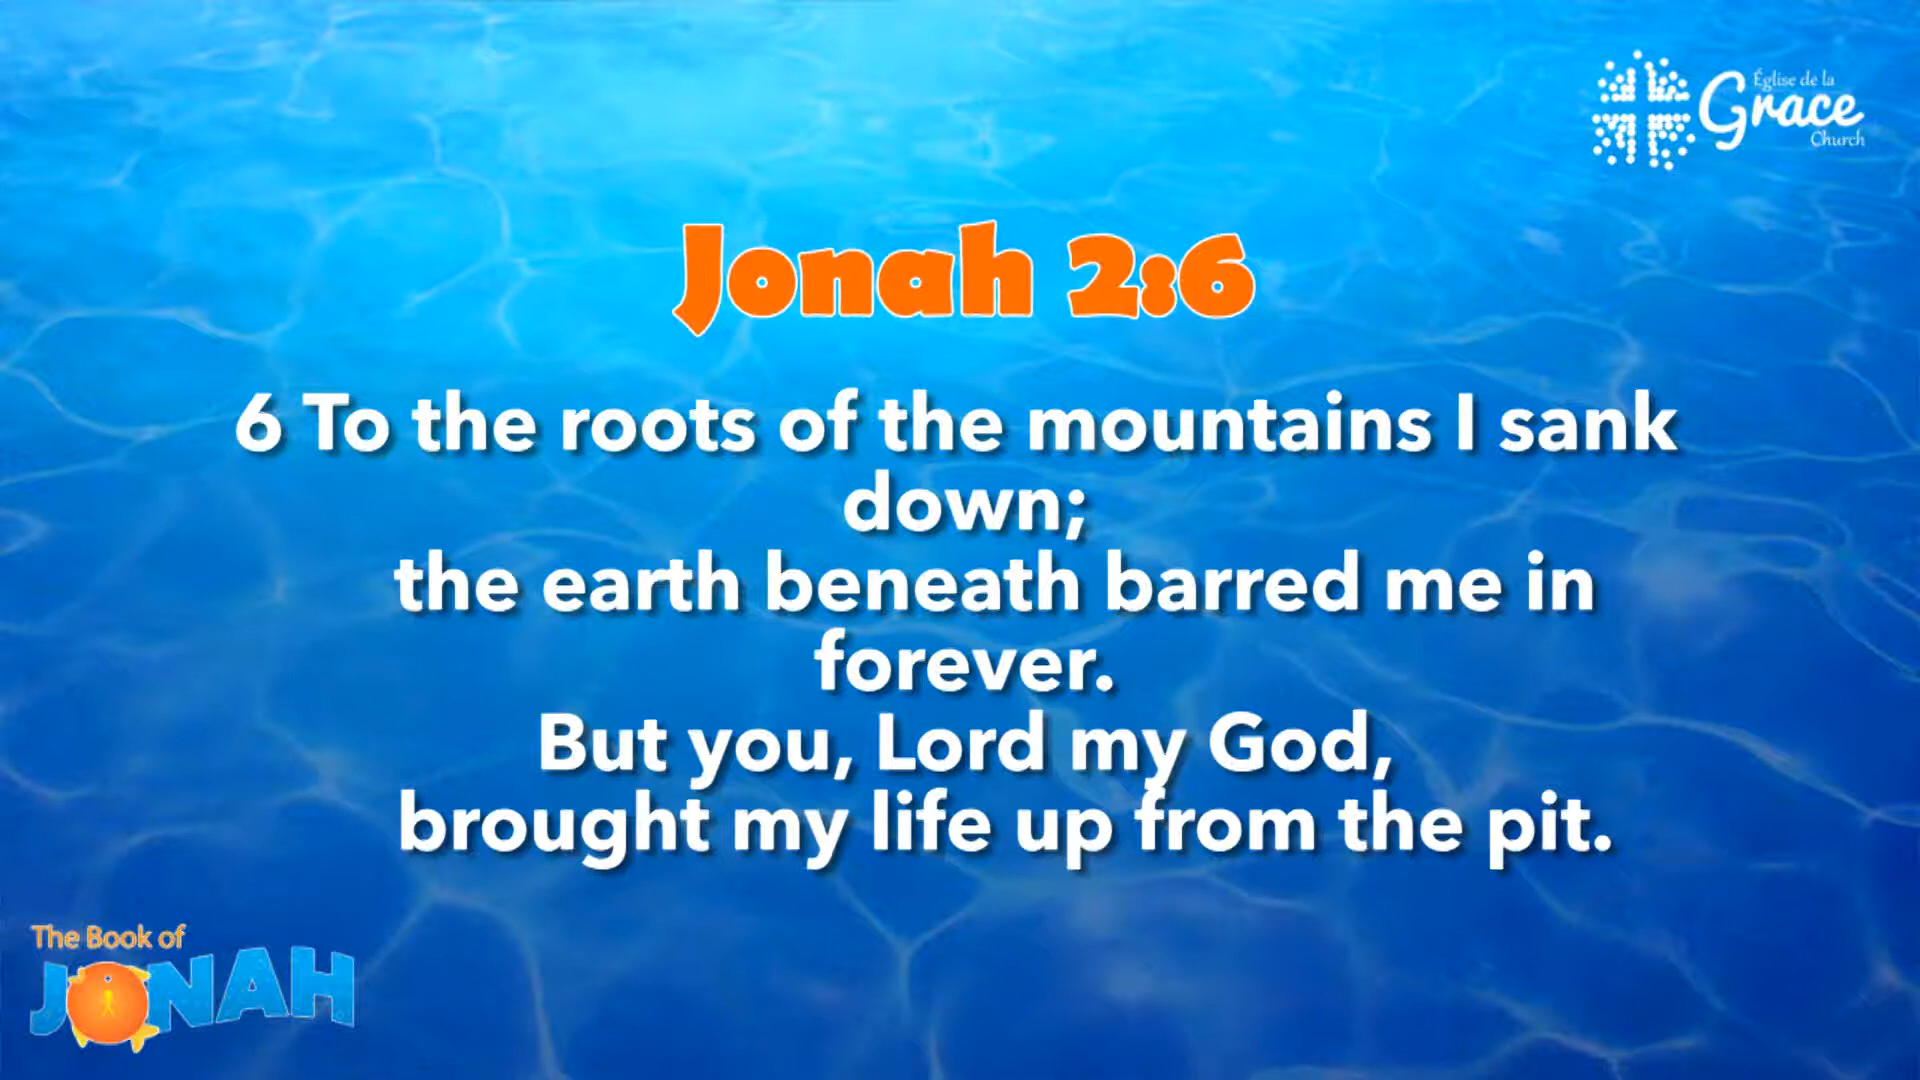 Église de la
Grace
Church
Jonah 2:6
6 To the roots of the mountains I sank
down;
the earth beneath barred me in
forever.
But you, Lord my God,
brought my life up from the pit.
The Book of
JONAH